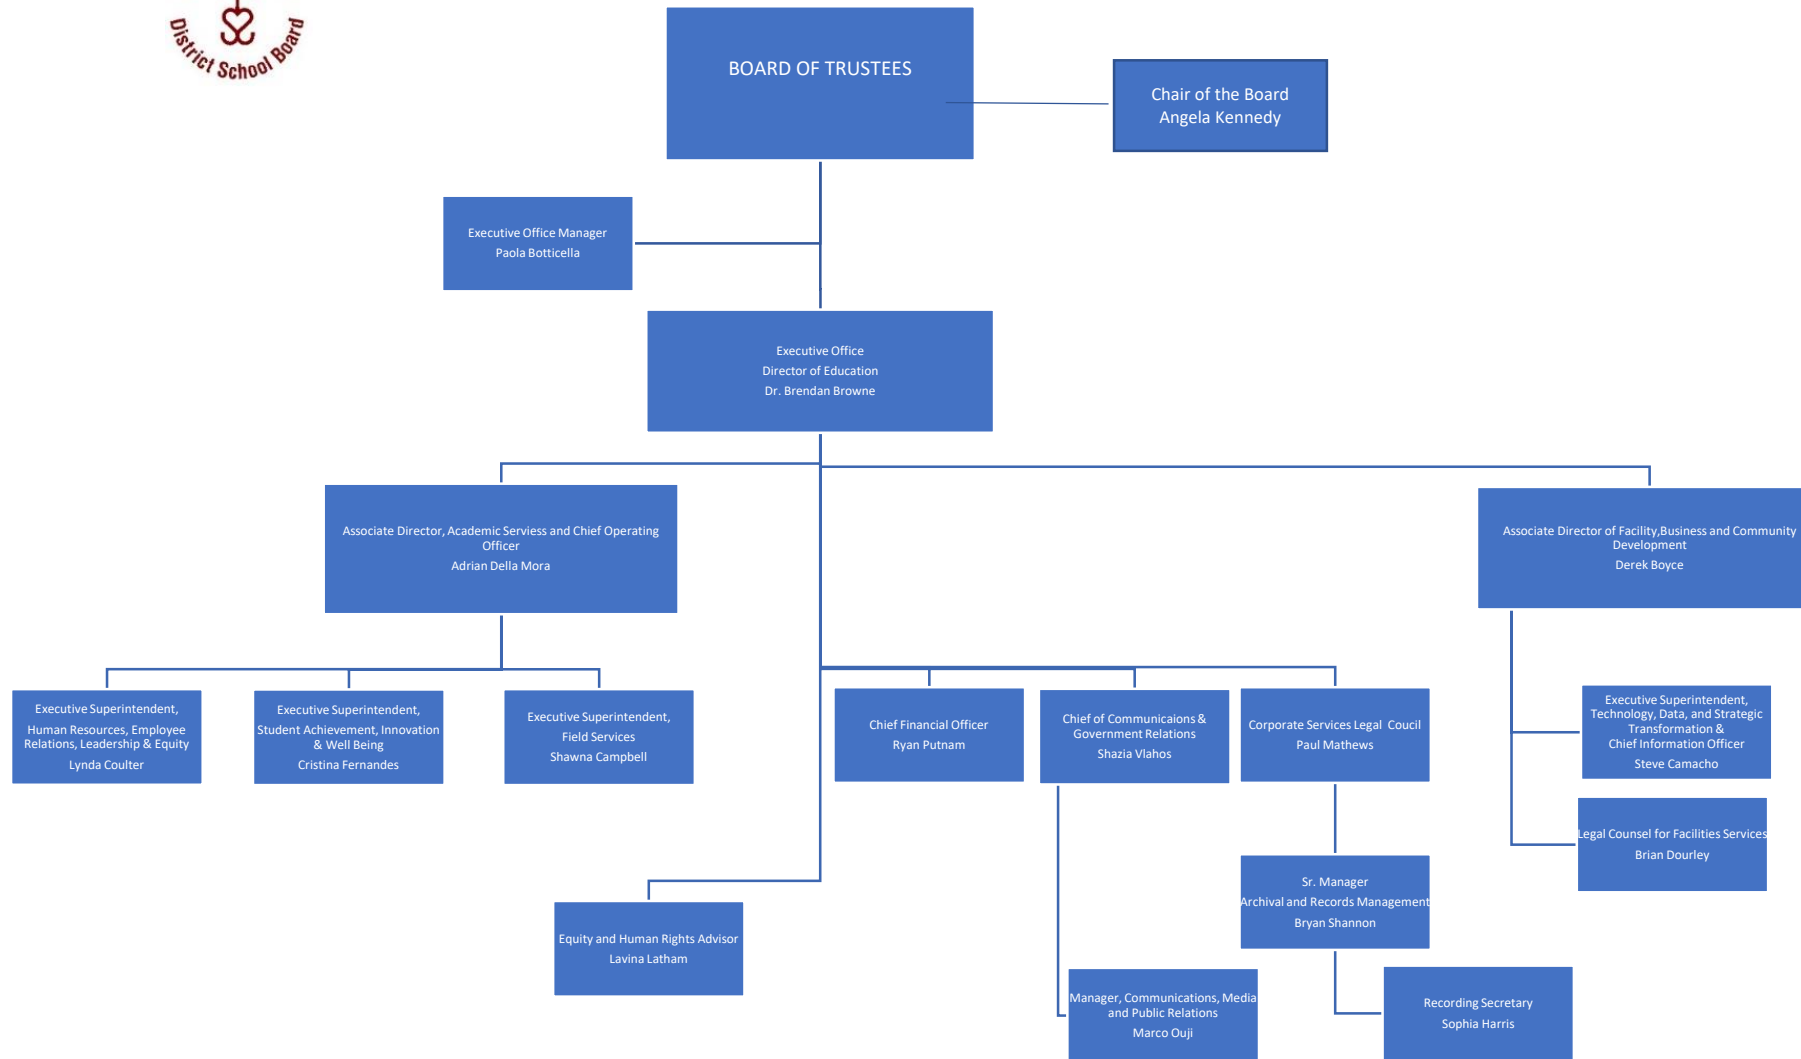 District School Board
BOARD OF TRUSTEES
Chair of the Board
Angela Kennedy
Executive Office Manager
Paola Botticella
Executive Office
Director of Education
Dr. Brendan Browne
Associate Director, Academic Serviess and Chief Operating
Officer
Adrian Della Mora
Associate Director of Facility,Business and Community
Development
Derek Boyce
Executive Superintendent,
Human Resources, Employee
Relations, Leadership & Equity
Lynda Coulter
Executive Superintendent,
Student Achievement, Innovation
& Well Being
Cristina Fernandes
Executive Superintendent,
Field Services
Shawna Campbell
Chief Financial Officer
Ryan Putnam
Chief of Communicaions &
Government Relations
Shazia Vlahos
Corporate Services Legal Coucil
Paul Mathews
Executive Superintendent,
Technology, Data, and Strategic
Transformation &
Chief Information Officer
Steve Camacho
Legal Counsel for Facilities Services
Brian Dourley
Sr. Manager
Archival and Records Management
Bryan Shannon
Equity and Human Rights Advisor
Lavina Latham
Manager, Communications, Media
and Public Relations
Marco Ouji
Recording Secretary
Sophia Harris